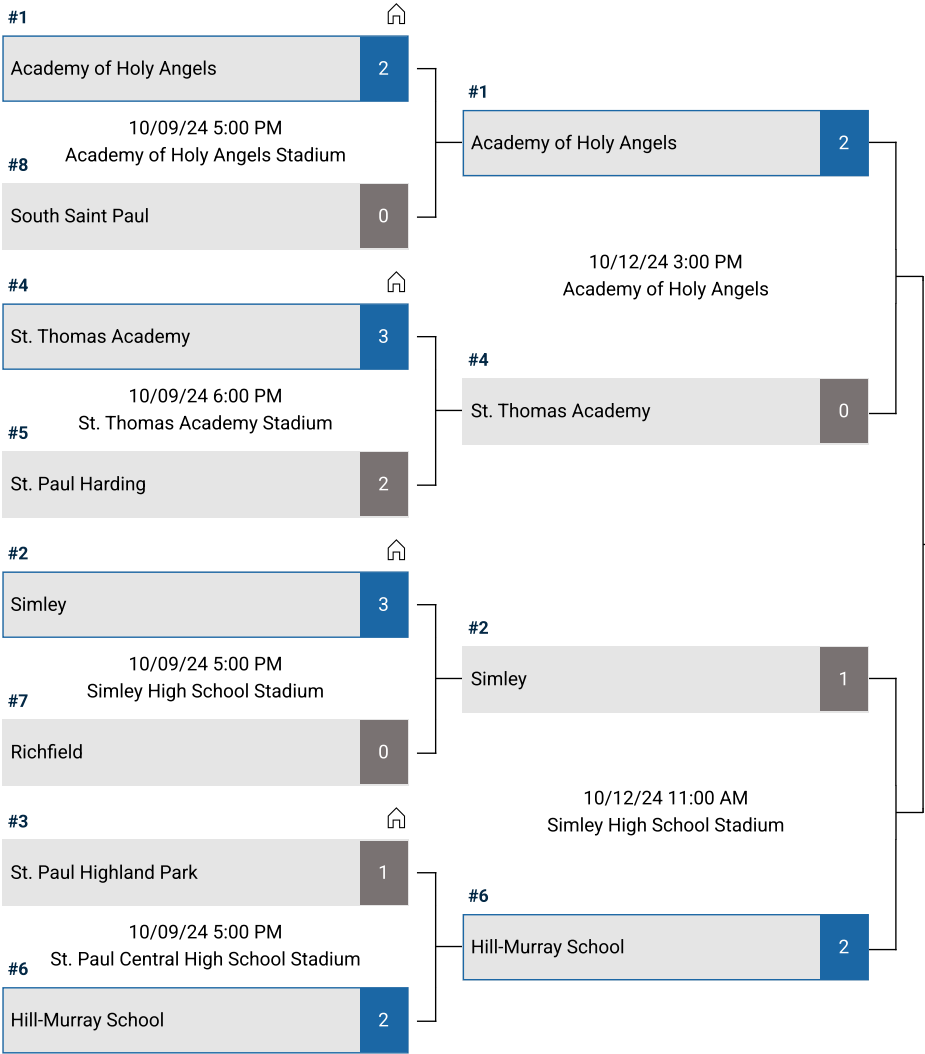 #1
Academy of Holy Angels
2
10/09/24 5:00 PM
Academy of Holy Angels Stadium
#8
South Saint Paul
0
#4
St. Thomas Academy
3
10/09/24 6:00 PM
St. Thomas Academy Stadium
#5
St. Paul Harding
2
#2
Simley
3
10/09/24 5:00 PM
Simley High School Stadium
#7
Richfield
0
#3
St. Paul Highland Park
1
10/09/24 5:00 PM
St. Paul Central High School Stadium
#6
Hill-Murray School
2
#1
Academy of Holy Angels
2
10/12/24 3:00 PM
Academy of Holy Angels
#4
St. Thomas Academy
0
#2
Simley
1
10/12/24 11:00 AM
Simley High School Stadium
#6
Hill-Murray School
2